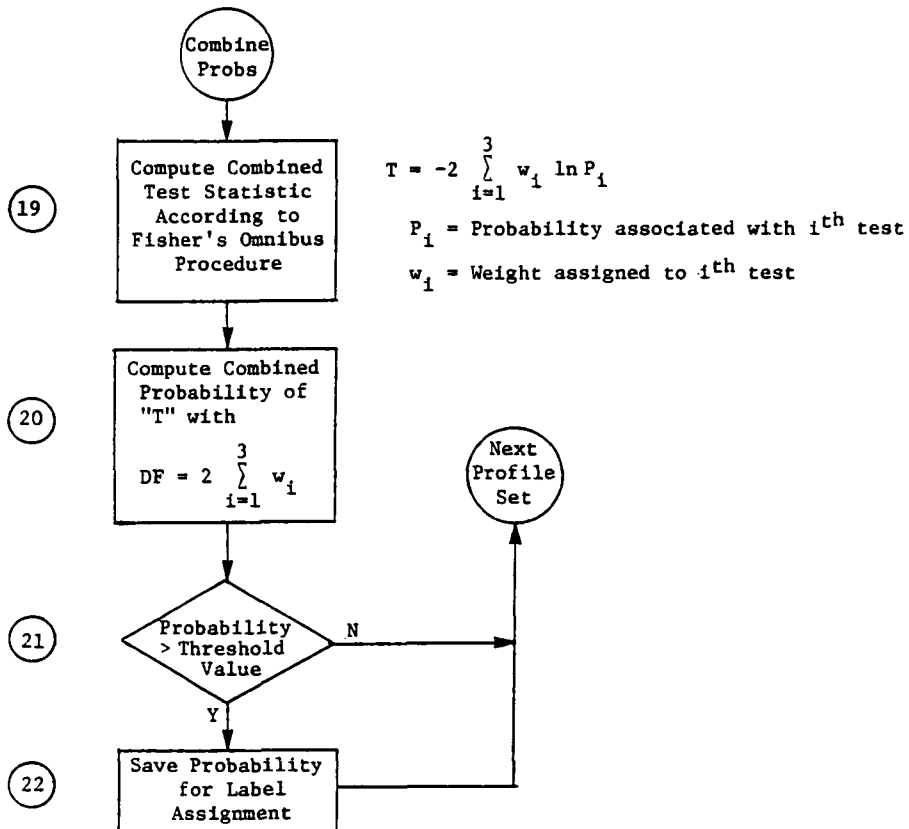 Combine
Probs
19
Compute Combined
Test Statistic
According to
Fisher's Omnibus
Procedure
T = -2 3 ∑ i=1 w_i ln P_i
P_i = Probability associated with i^th test
w_i = Weight assigned to i^th test
20
Compute Combined
Probability of
"T" with
DF = 2 3 ∑ i=1 w_i
Next
Profile
Set
21
Probability
> Threshold
Value
N
Y
22
Save Probability
for Label
Assignment